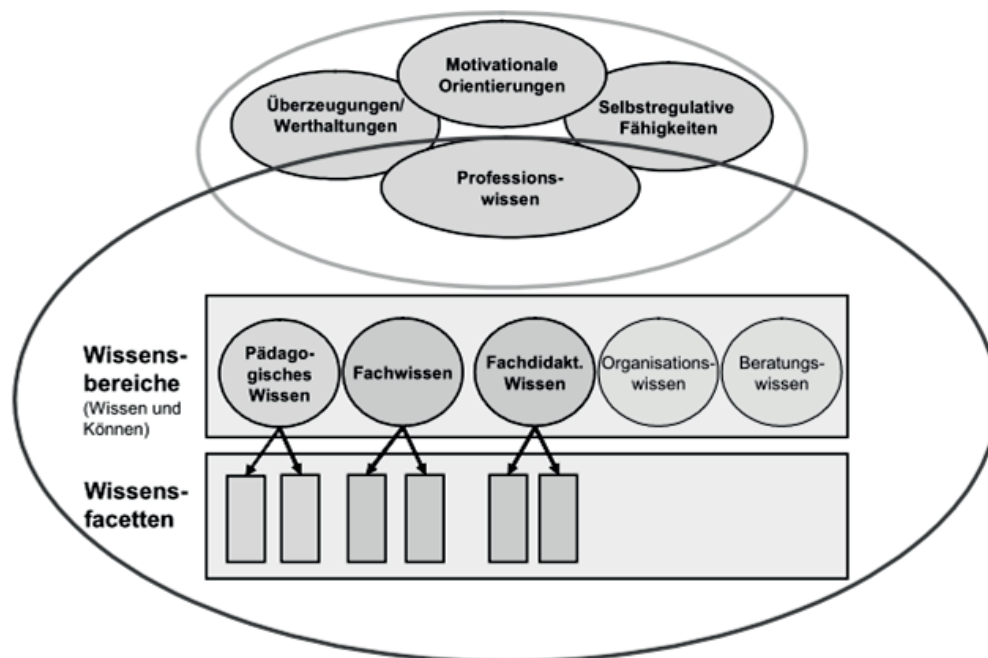 Motivationale
Orientierungen
Überzeugungen/
Werthaltungen
Selbstregulative
Fähigkeiten
Professions-
wissen
Wissens-
bereiche
(Wissen und
Können)
Pädago-
gisches
Wissen
Fachwissen
Fachdidakt.
Wissen
Organisations-
wissen
Beratungs-
wissen
Wissens-
facetten